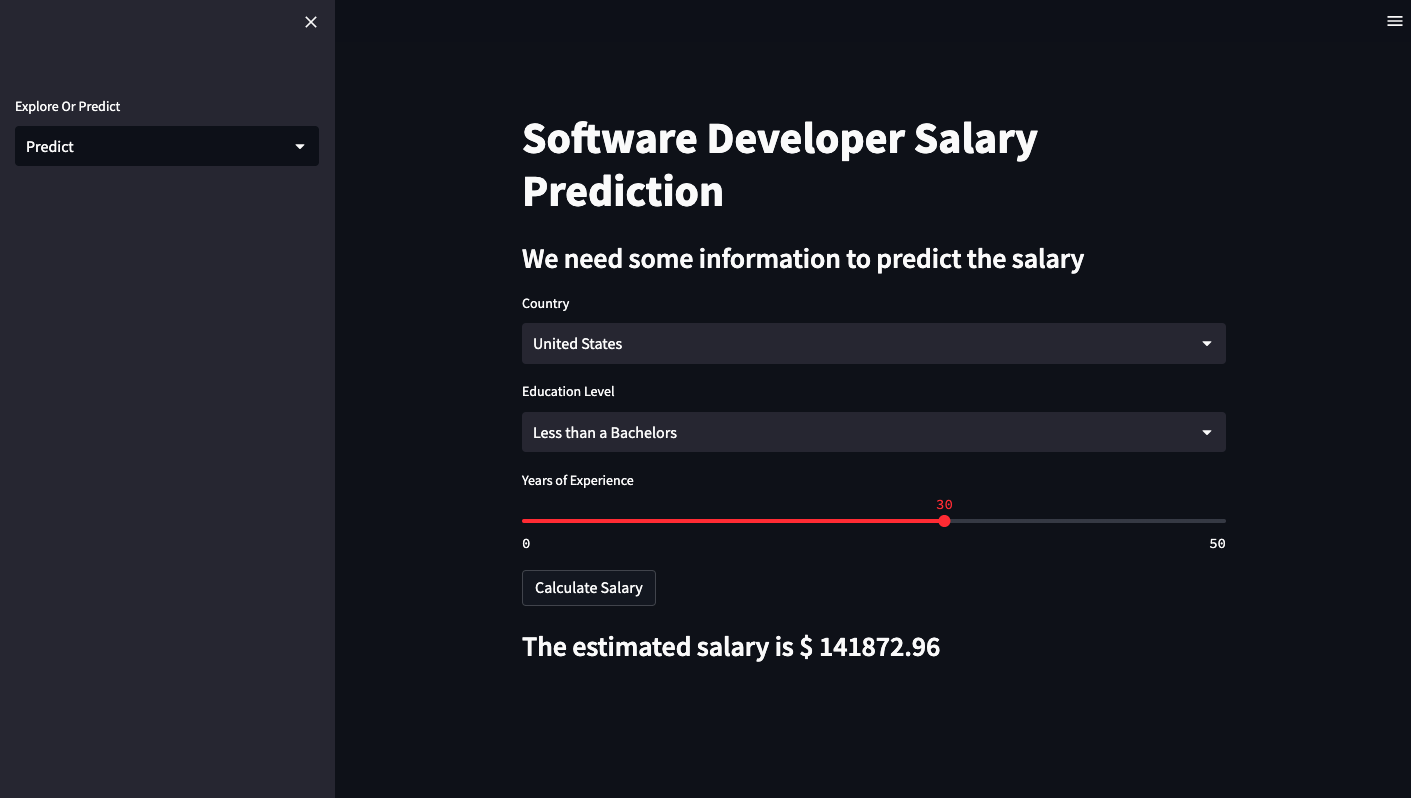 Explore Or Predict
Predict
Software Developer Salary
Prediction
We need some information to predict the salary
Country
United States
Education Level
Less than a Bachelors
Years of Experience
30
0 50
Calculate Salary
The estimated salary is $ 141872.96